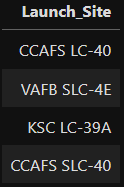 Launch_Site
CCAFS LC-40
VAFB SLC-4E
KSC LC-39A
CCAFS SLC-40